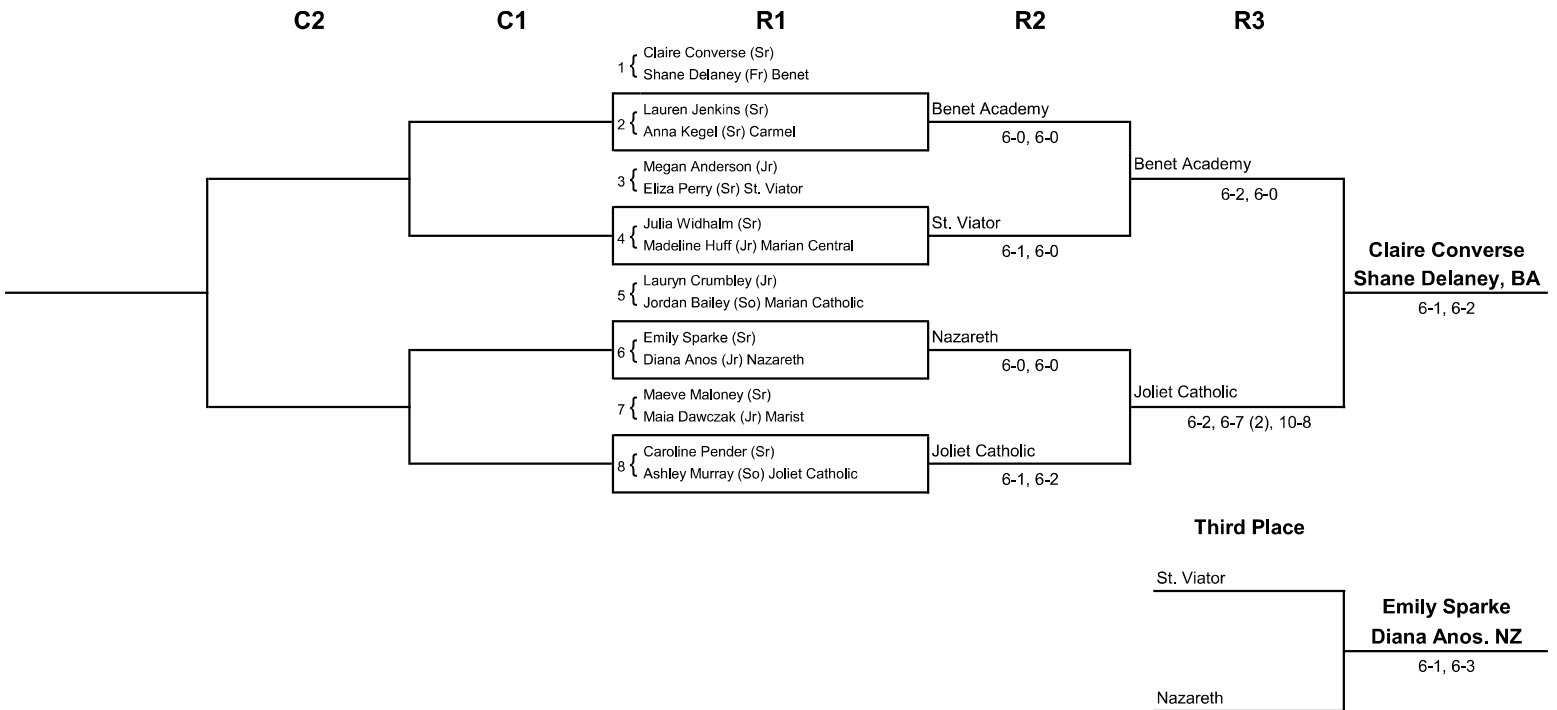 C2 C1 R1 R2 R3
1 { Claire Converse (Sr)
Shane Delaney (Fr) Benet
2 { Lauren Jenkins (Sr)
Anna Kegel (Sr) Carmel
Benet Academy
6-0, 6-0
3 { Megan Anderson (Jr)
Eliza Perry (Sr) St. Viator
Benet Academy
6-2, 6-0
4 { Julia Widhalm (Sr)
Madeline Huff (Jr) Marian Central
St. Viator
6-1, 6-0
Claire Converse
Shane Delaney, BA
6-1, 6-2
5 { Lauryn Crumbley (Jr)
Jordan Bailey (So) Marian Catholic
6 { Emily Sparke (Sr)
Diana Anos (Jr) Nazareth
Nazareth
6-0, 6-0
7 { Maeve Maloney (Sr)
Maia Dawczak (Jr) Marist
Joliet Catholic
6-2, 6-7 (2), 10-8
8 { Caroline Pender (Sr)
Ashley Murray (So) Joliet Catholic
Joliet Catholic
6-1, 6-2
Third Place
St. Viator
Emily Sparke
Diana Anos. NZ
6-1, 6-3
Nazareth